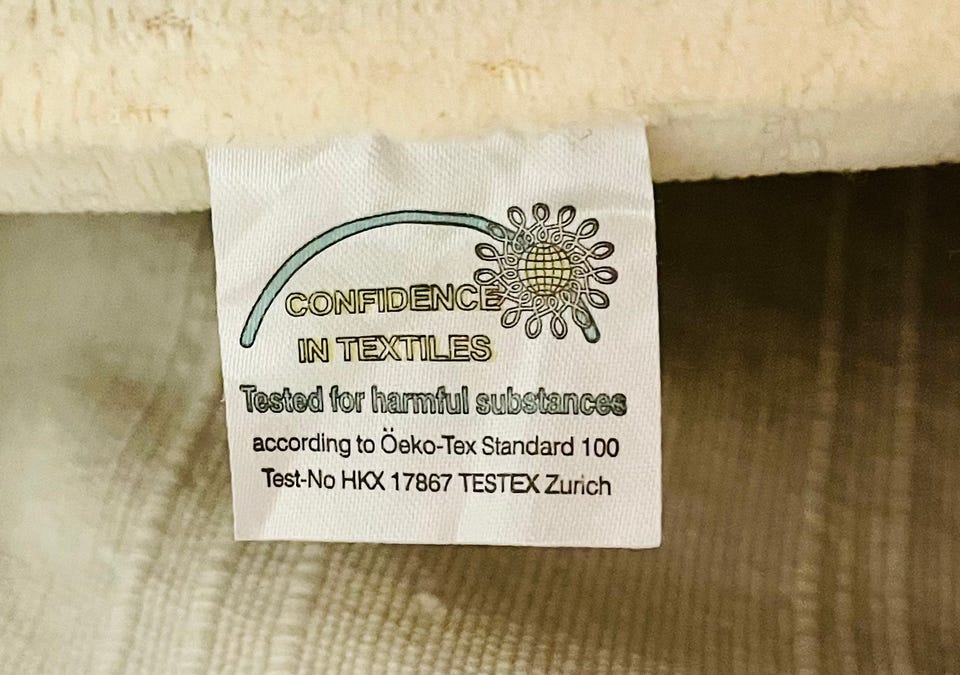 CONFIDENCE
IN TEXTILES
Tested for harmful substances
according to Öeko-Tex Standard 100
Test-No HKX 17867 TESTEX Zurich